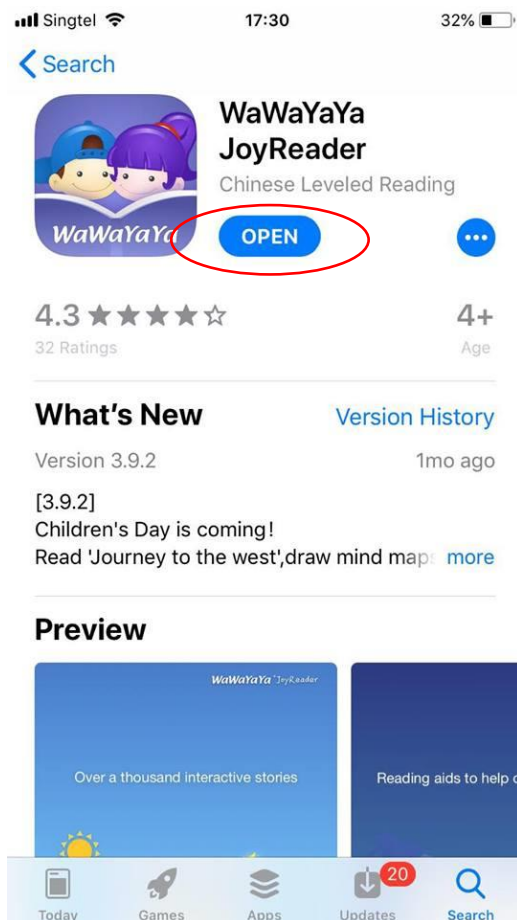 Singtel 17:30 32%
Search
WaWaYaYa
JoyReader
Chinese Leveled Reading
WaWaYaYa
OPEN
4.3
4+
32 Ratings
Age
What's New
Version History
Version 3.9.2
1mo ago
[3.9.2]
Children's Day is coming!
Read 'Journey to the west',draw mind map more
Preview
WaWaYaYa JoyReader
Over a thousand interactive stories
Reading aids to help
20
Today Games Apps Updates Search